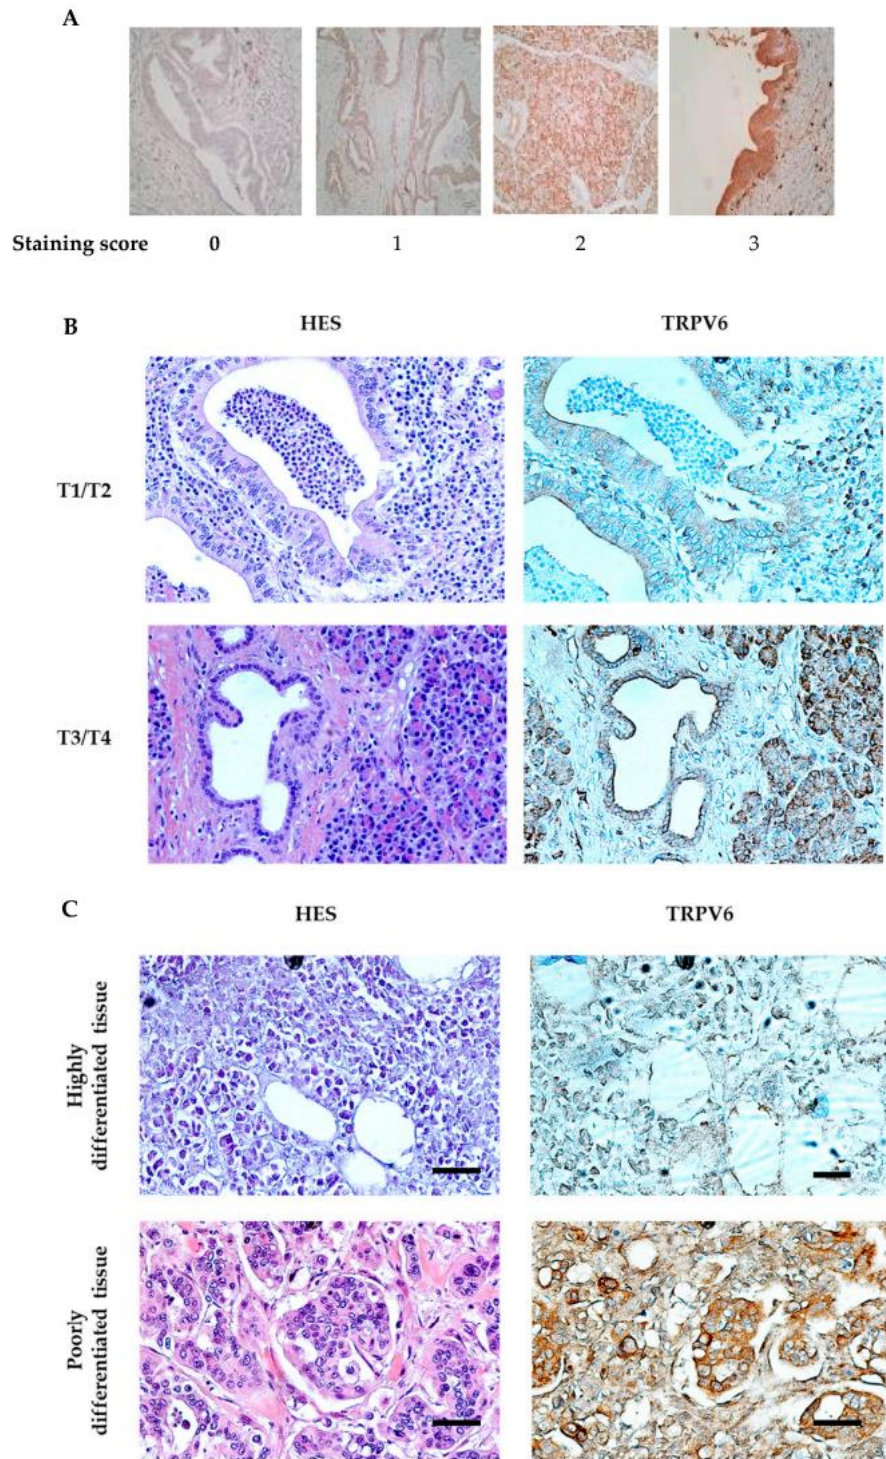 A
Staining score 0 1 2 3
B
HES TRPV6
T1/T2
T3/T4
C
HES TRPV6
Highly
differentiated tissue
Poorly
differentiated tissue